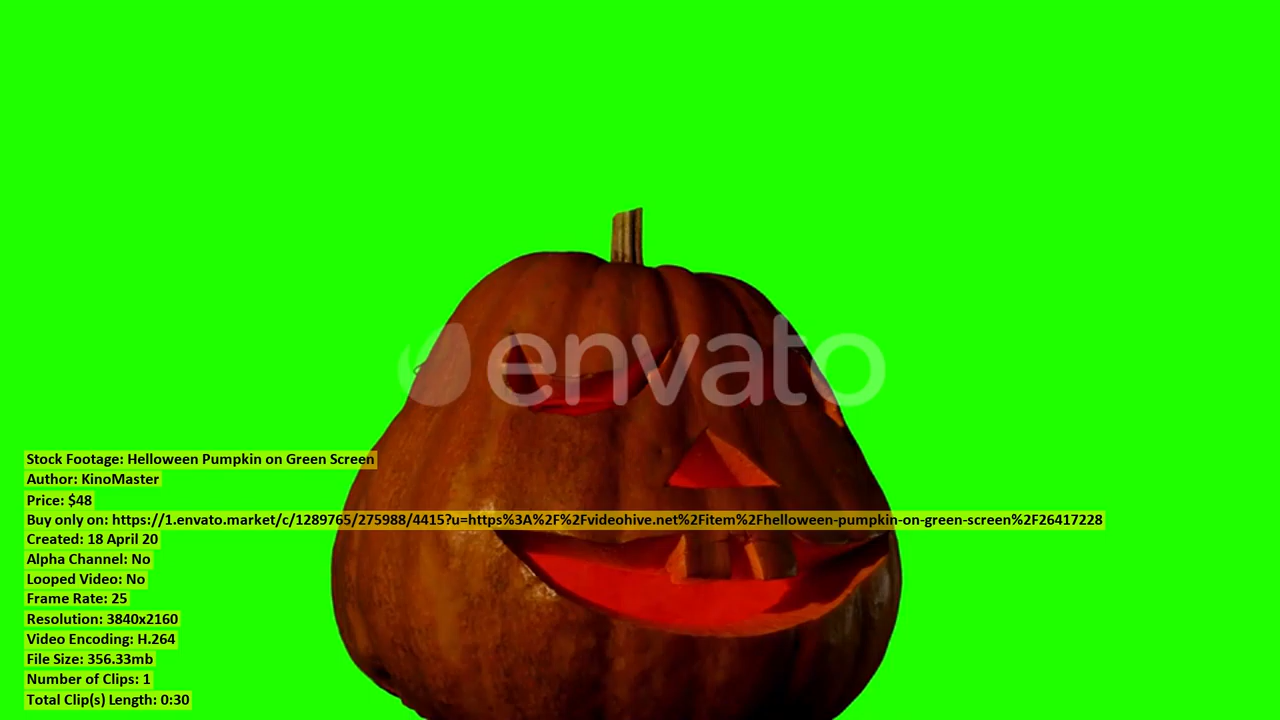 envato
Stock Footage: Helloween Pumpkin on Green Screen
Author: KinoMaster
Price: $48
Buy only on: https://1.envato.market/c/1289765/275988/4415?u=https%3A%2F%2Fvideohive.net%2Fitem%2Fhelloween-pumpkin-on-green-screen%2F26417228
Created: 18 April 20
Alpha Channel: No
Looped Video: No
Frame Rate: 25
Resolution: 3840x2160
Video Encoding: H.264
File Size: 356.33mb
Number of Clips: 1
Total Clip(s) Length: 0:30